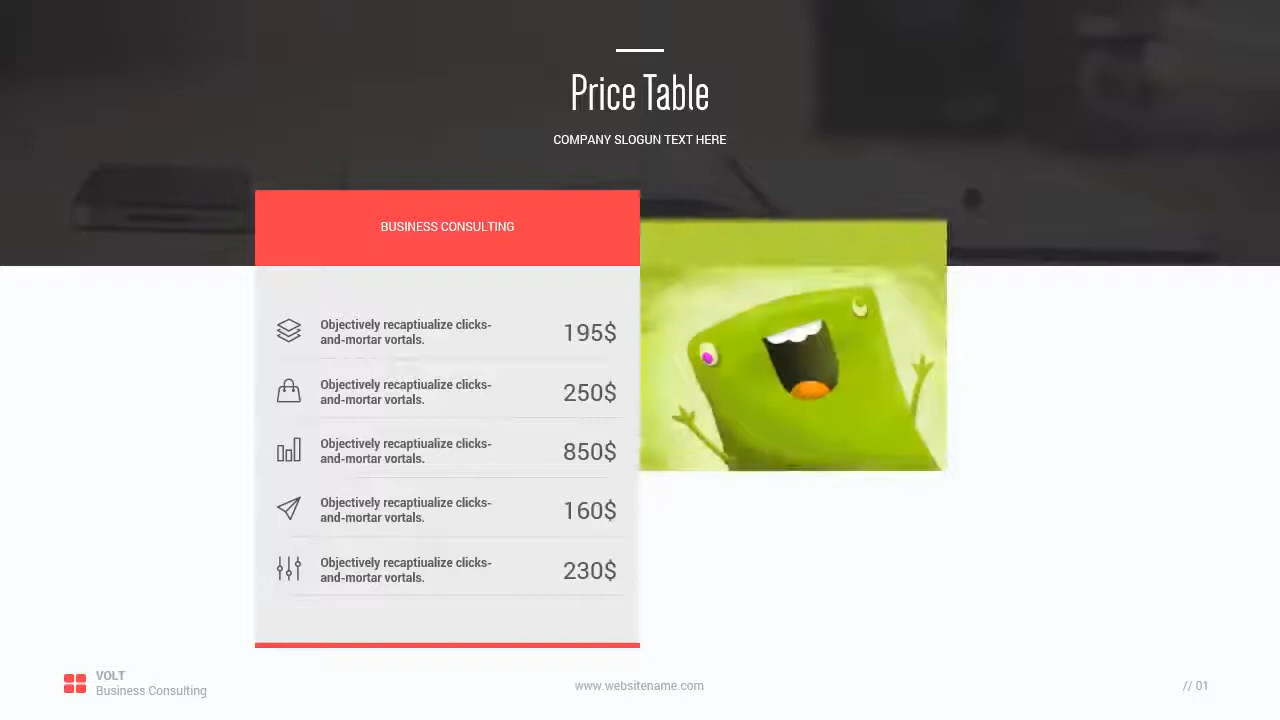 Price Table
COMPANY SLOGUN TEXT HERE
BUSINESS CONSULTING
Objectively recaptiualize clicks-
and-mortar vortals.
195$
Objectively recaptiualize clicks-
and-mortar vortals.
250$
Objectively recaptiualize clicks-
and-mortar vortals.
850$
Objectively recaptiualize clicks-
and-mortar vortals.
160$
Objectively recaptiualize clicks-
and-mortar vortals.
230$
VOLT
Business Consulting
www.websitename.com
// 01